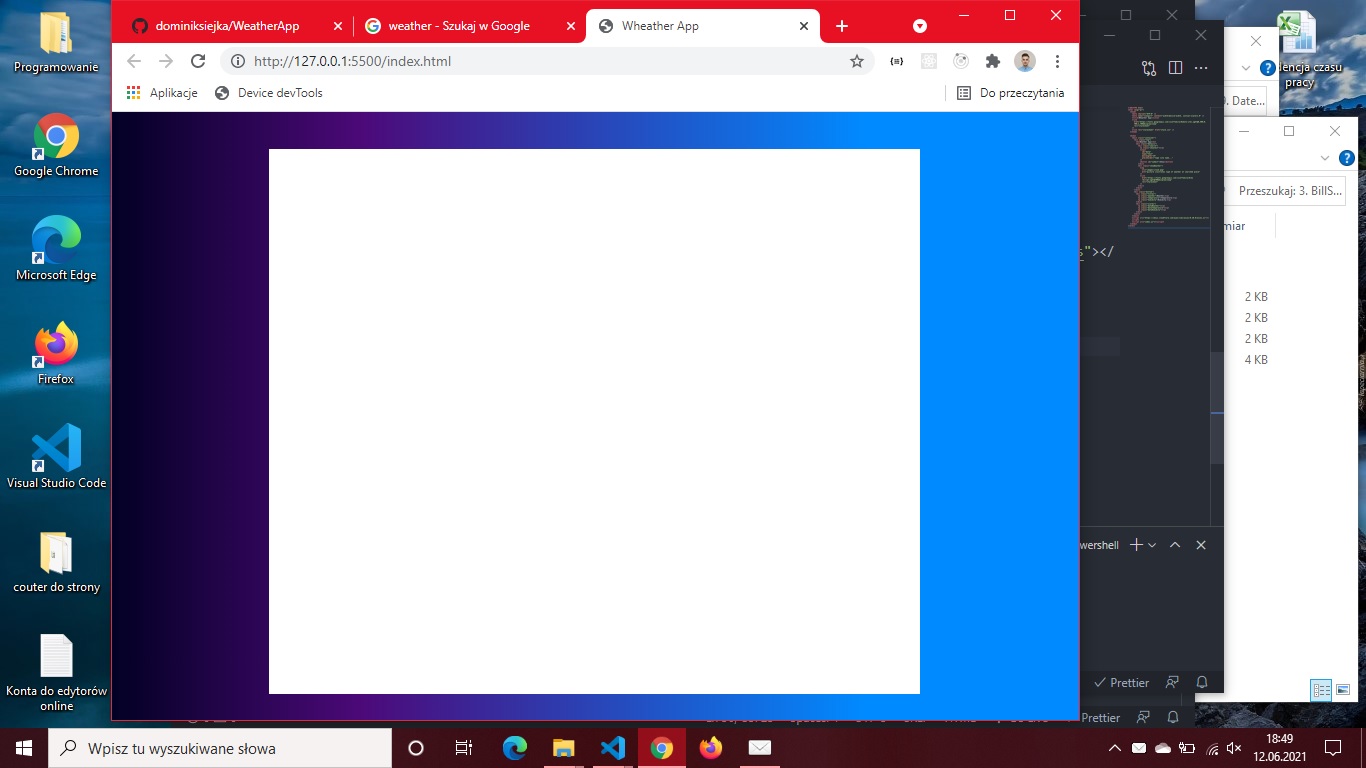 dominiksiejka/WeatherApp
weather - Szukaj w Google
Wheather App
http://127.0.0.1:5500/index.html
Aplikacje
Device devTools
Do przeczytania
Programowanie
Google Chrome
Microsoft Edge
Firefox
Visual Studio Code
couter do strony
Konta do edytorów
online
dencja czasu
pracy
Date...
Przeszukaj: 3. BillS...
miar
2 KB
2 KB
2 KB
4 KB
s"></
wershell
Prettier
Prettier
Wpisz tu wyszukiwane słowa
18:49
12.06.2021